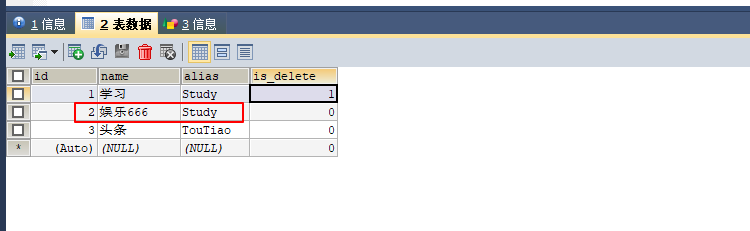 1 信息 2 表数据 3 信息
id name alias is_delete
1 学习 Study 1
2 娱乐666 Study 0
3 头条 TouTiao 0
* (Auto) (NULL) (NULL) 0